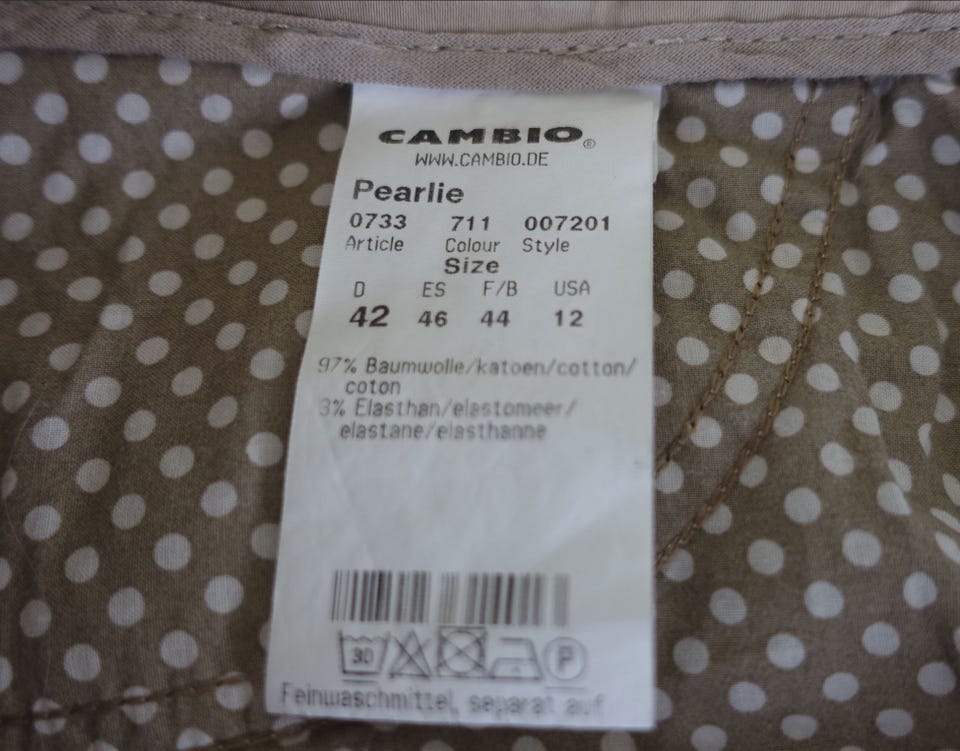 CAMBIO®
WWW.CAMBIO.DE
Pearlie
0733 711 007201
Article Colour Style
Size
D ES F/B USA
42 46 44 12
97% Baumwolle/katoen/cotton/
coton
3% Elasthan/elastomeer/
elastane/elasthanne
30 P
Feinwaschmittel, separat auf